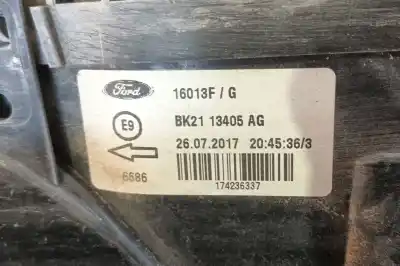 Ford 16013F / G
E9 BK21 13405 AG
26.07.2017 20:45:36/3
6586
174236337